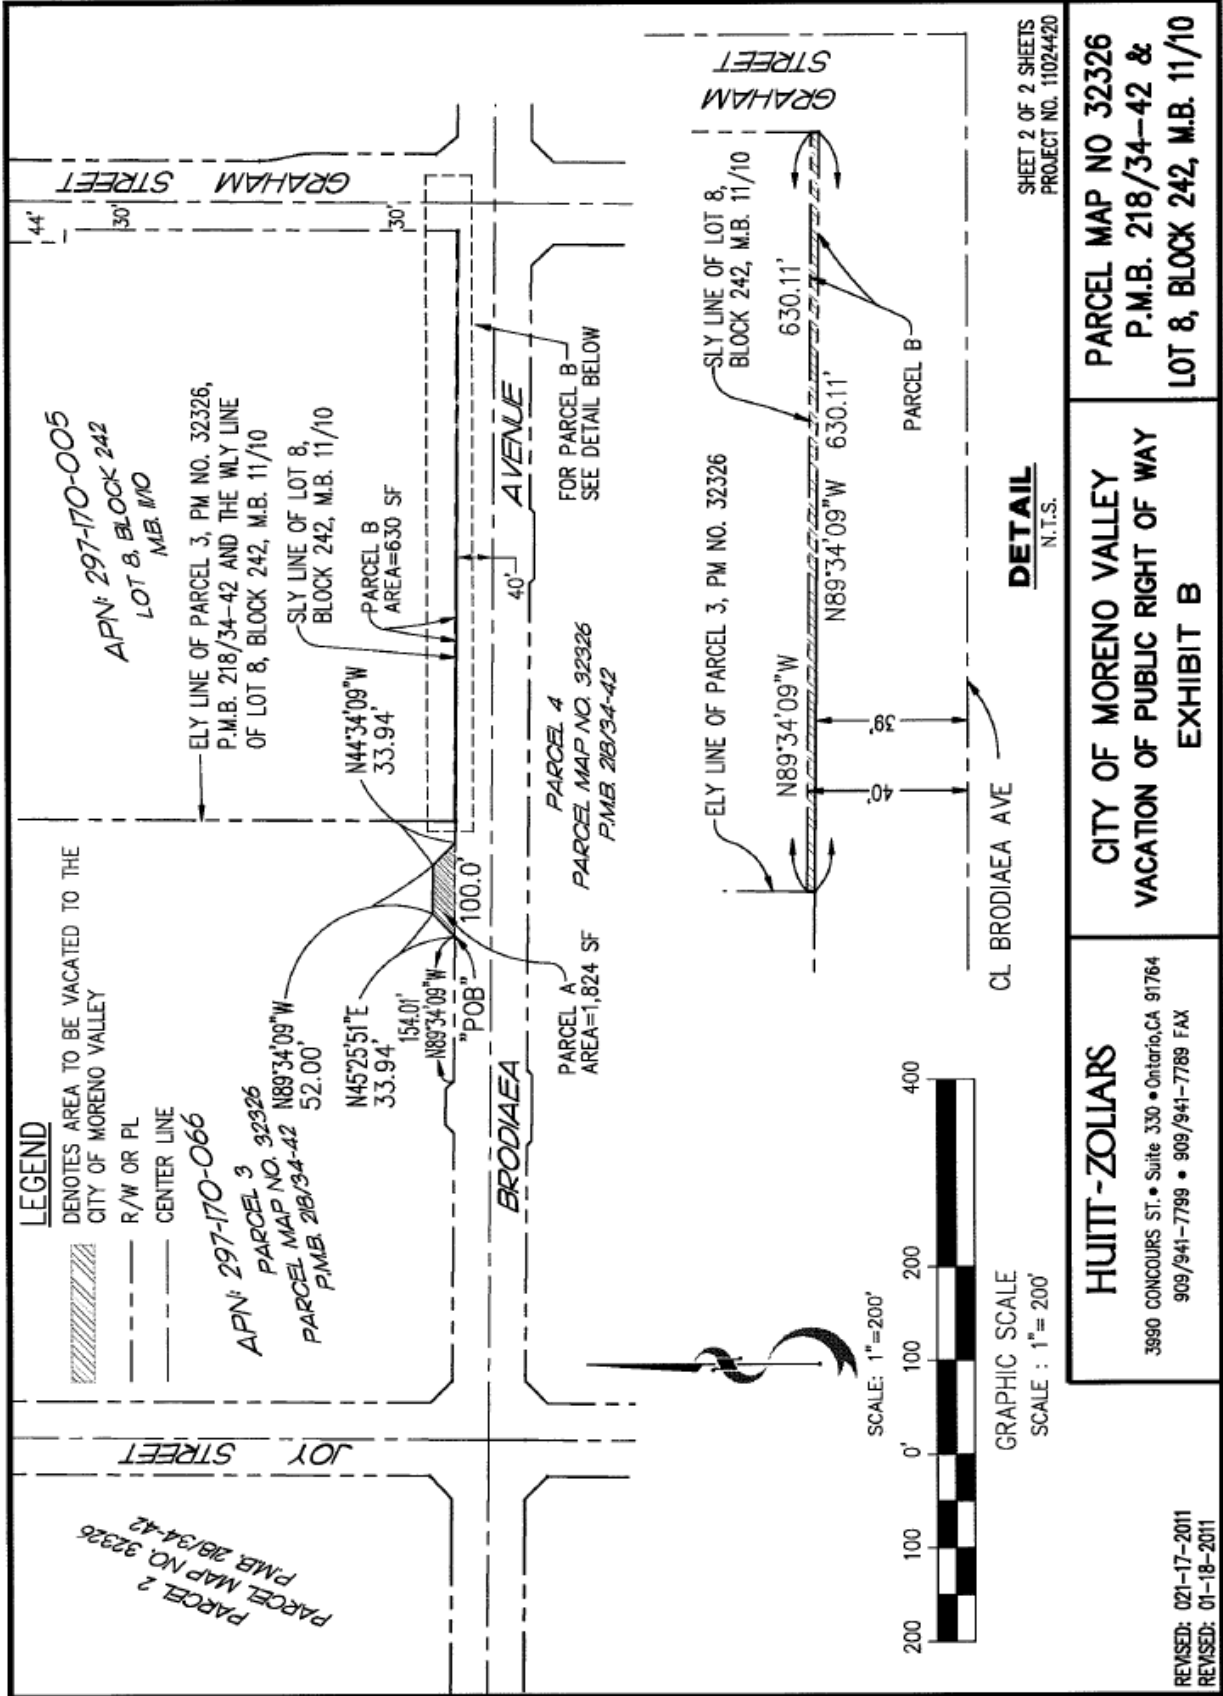 LEGEND
DENOTES AREA TO BE VACATED TO THE
CITY OF MORENO VALLEY
R/W OR PL
CENTER LINE
PARCEL 2
PARCEL MAP NO. 32326
P.M.B. 218/34-42
JOY
STREET
APN: 297-170-066
PARCEL 3
PARCEL MAP NO. 32326
P.M.B. 218/34-42
N89°34'09"W
52.00'
N45°25'51"E
33.94'
154.01'
N89°34'09"W
"POB"
100.0'
N44°34'09"W
33.94'
PARCEL A
AREA=1,824 SF
APN: 297-170-005
LOT 8, BLOCK 242
M.B. 11/10
ELY LINE OF PARCEL 3, PM NO. 32326,
P.M.B. 218/34-42 AND THE WLY LINE
OF LOT 8, BLOCK 242, M.B. 11/10
SLY LINE OF LOT 8,
BLOCK 242, M.B. 11/10
PARCEL B
AREA=630 SF
44'
30'
30'
GRAHAM
STREET
BRODIAEA
AVENUE
40'
PARCEL 4
PARCEL MAP NO. 32326
P.M.B. 218/34-42
FOR PARCEL B
SEE DETAIL BELOW
ELY LINE OF PARCEL 3, PM NO. 32326
SLY LINE OF LOT 8,
BLOCK 242, M.B. 11/10
GRAHAM
STREET
N89°34'09"W
630.11'
N89°34'09"W 630.11'
40'
39'
PARCEL B
CL BRODIAEA AVE
DETAIL
N.T.S.
SCALE: 1"=200'
200
100
0'
100
200
400
GRAPHIC SCALE
SCALE : 1"= 200'
SHEET 2 OF 2 SHEETS
PROJECT NO. 11024420
REVISED: 021-17-2011
REVISED: 01-18-2011
HUITT-ZOLLARS
3990 CONCOURS ST. • Suite 330 • Ontario,CA 91764
909/941-7799 • 909/941-7789 FAX
CITY OF MORENO VALLEY
VACATION OF PUBLIC RIGHT OF WAY
EXHIBIT B
PARCEL MAP NO 32326
P.M.B. 218/34-42 &
LOT 8, BLOCK 242, M.B. 11/10